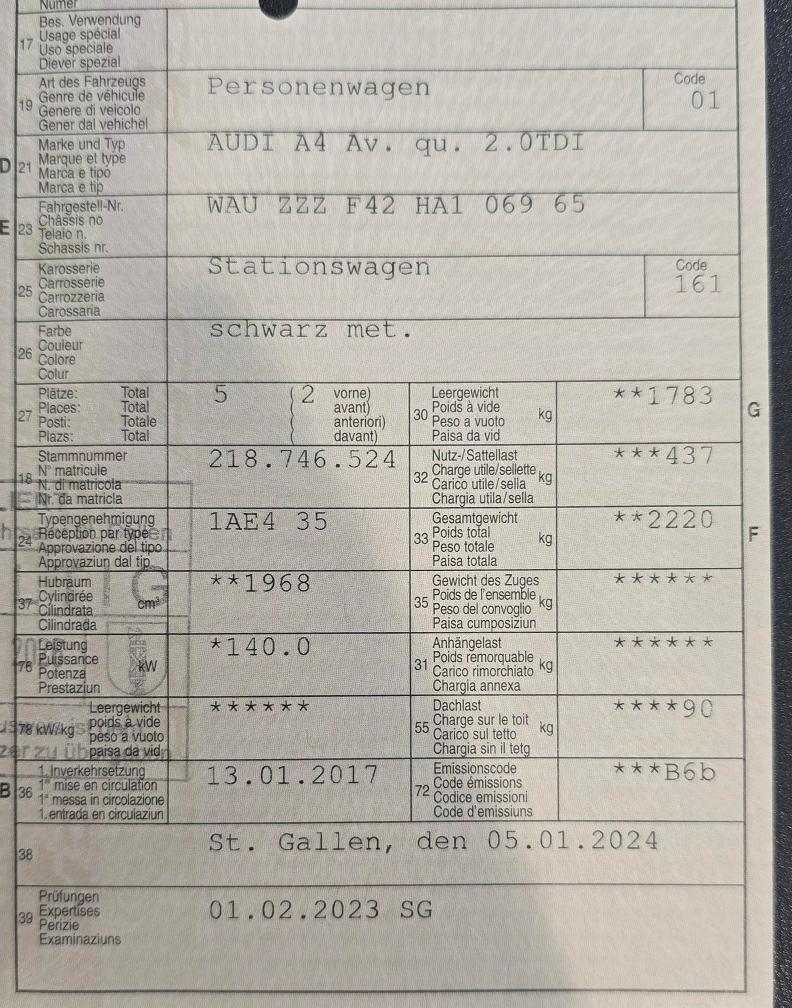 Numer
17 Bes. Verwendung
Usage spécial
Uso speciale
Diever spezial
19 Art des Fahrzeugs
Genre de véhicule
Genere di veicolo
Gener dal vehichel
Personenwagen
Code
01
D 21 Marke und Typ
Marque et type
Marca e tipo
Marca e tip
AUDI A4 Av. qu. 2.0TDI
E 23 Fahrgestell-Nr.
Châssis no
Telaio n.
Schassis nr.
WAU ZZZ F42 HA1 069 65
25 Karosserie
Carrosserie
Carrozzeria
Carossaria
Stationswagen
Code
161
26 Farbe
Couleur
Colore
Colur
schwarz met.
27 Plätze: Total
Places: Total
Posti: Totale
Plazs: Total
5 (2 vorne)
avant)
anteriori)
davant)
30 Leergewicht
Poids à vide
Peso a vuoto
Paisa da vid
kg
**1783
G
18 Stammnummer
N° matricule
N. di matricola
Nr. da matricla
218.746.524
32 Nutz-/Sattellast
Charge utile/sellette
Carico utile/sella
Chargia utila/sella
kg
***437
24 Typengenehmigung
Réception par type
Approvazione del tipo
Approvaziun dal tip
1AE4 35
33 Gesamtgewicht
Poids total
Peso totale
Paisa totala
kg
**2220
F
37 Hubraum
Cylindrée
Cilindrata
Cilindrada
cm³
**1968
35 Gewicht des Zuges
Poids de l'ensemble
Peso del convoglio
Paisa cumposiziun
kg
******
76 Leistung
Puissance
Potenza
Prestaziun
kW
*140.0
31 Anhängelast
Poids remorquable
Carico rimorchiato
Chargia annexa
kg
******
78 kW/kg Leergewicht
poids à vide
peso a vuoto
paisa da vid
******
55 Dachlast
Charge sur le toit
Carico sul tetto
Chargia sin il tetg
kg
****90
B 36 1. Inverkehrsetzung
1re mise en circulation
1a messa in circolazione
1. entrada en circulaziun
13.01.2017
72 Emissionscode
Code émissions
Codice emissioni
Code d'emissiuns
***B6b
38 St. Gallen, den 05.01.2024
39 Prüfungen
Expertises
Perizie
Examinaziuns
01.02.2023 SG